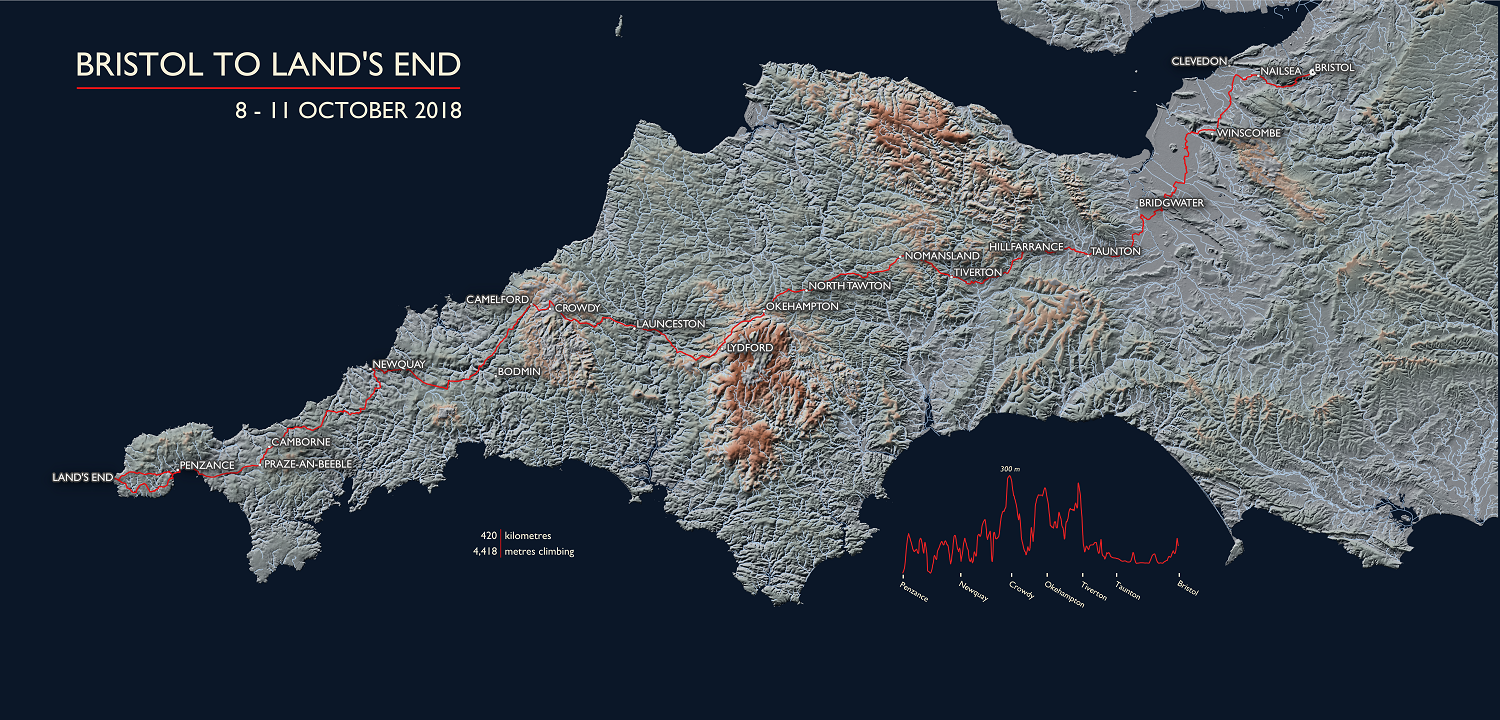 BRISTOL TO LAND'S END
8 - 11 OCTOBER 2018
CLEVEDON
NAILSEA
BRISTOL
WINSCOMBE
BRIDGWATER
HILLFARRANCE
TAUNTON
NOMANSLAND
TIVERTON
NORTH TAWTON
OKEHAMPTON
CAMELFORD
CROWDY
LAUNCESTON
LYDFORD
NEWQUAY
BODMIN
CAMBORNE
PENZANCE
PRAZE-AN-BEEBLE
LAND'S END
300 m
420 kilometres
4,418 metres climbing
Penzance
Newquay
Crowdy
Okehampton
Tiverton
Taunton
Bristol